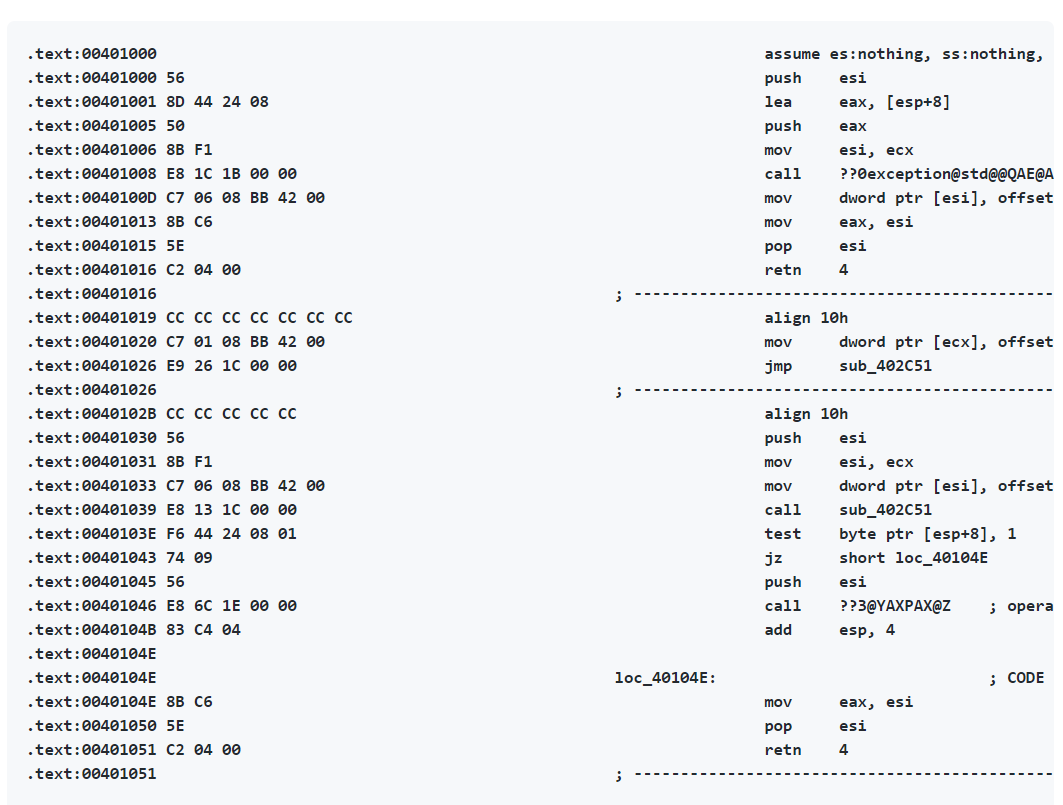 .text:00401000 assume es:nothing, ss:nothing,
.text:00401000 56 push esi
.text:00401001 8D 44 24 08 lea eax, [esp+8]
.text:00401005 50 push eax
.text:00401006 8B F1 mov esi, ecx
.text:00401008 E8 1C 1B 00 00 call ??0exception@std@@QAE@A
.text:0040100D C7 06 08 BB 42 00 mov dword ptr [esi], offset
.text:00401013 8B C6 mov eax, esi
.text:00401015 5E pop esi
.text:00401016 C2 04 00 retn 4
.text:00401016 ; ---------------------------------------------
.text:00401019 CC CC CC CC CC CC CC align 10h
.text:00401020 C7 01 08 BB 42 00 mov dword ptr [ecx], offset
.text:00401026 E9 26 1C 00 00 jmp sub_402C51
.text:00401026 ; ---------------------------------------------
.text:0040102B CC CC CC CC CC align 10h
.text:00401030 56 push esi
.text:00401031 8B F1 mov esi, ecx
.text:00401033 C7 06 08 BB 42 00 mov dword ptr [esi], offset
.text:00401039 E8 13 1C 00 00 call sub_402C51
.text:0040103E F6 44 24 08 01 test byte ptr [esp+8], 1
.text:00401043 74 09 jz short loc_40104E
.text:00401045 56 push esi
.text:00401046 E8 6C 1E 00 00 call ??3@YAXPAX@Z ; opera
.text:0040104B 83 C4 04 add esp, 4
.text:0040104E
.text:0040104E loc_40104E: ; CODE
.text:0040104E 8B C6 mov eax, esi
.text:00401050 5E pop esi
.text:00401051 C2 04 00 retn 4
.text:00401051 ; ---------------------------------------------